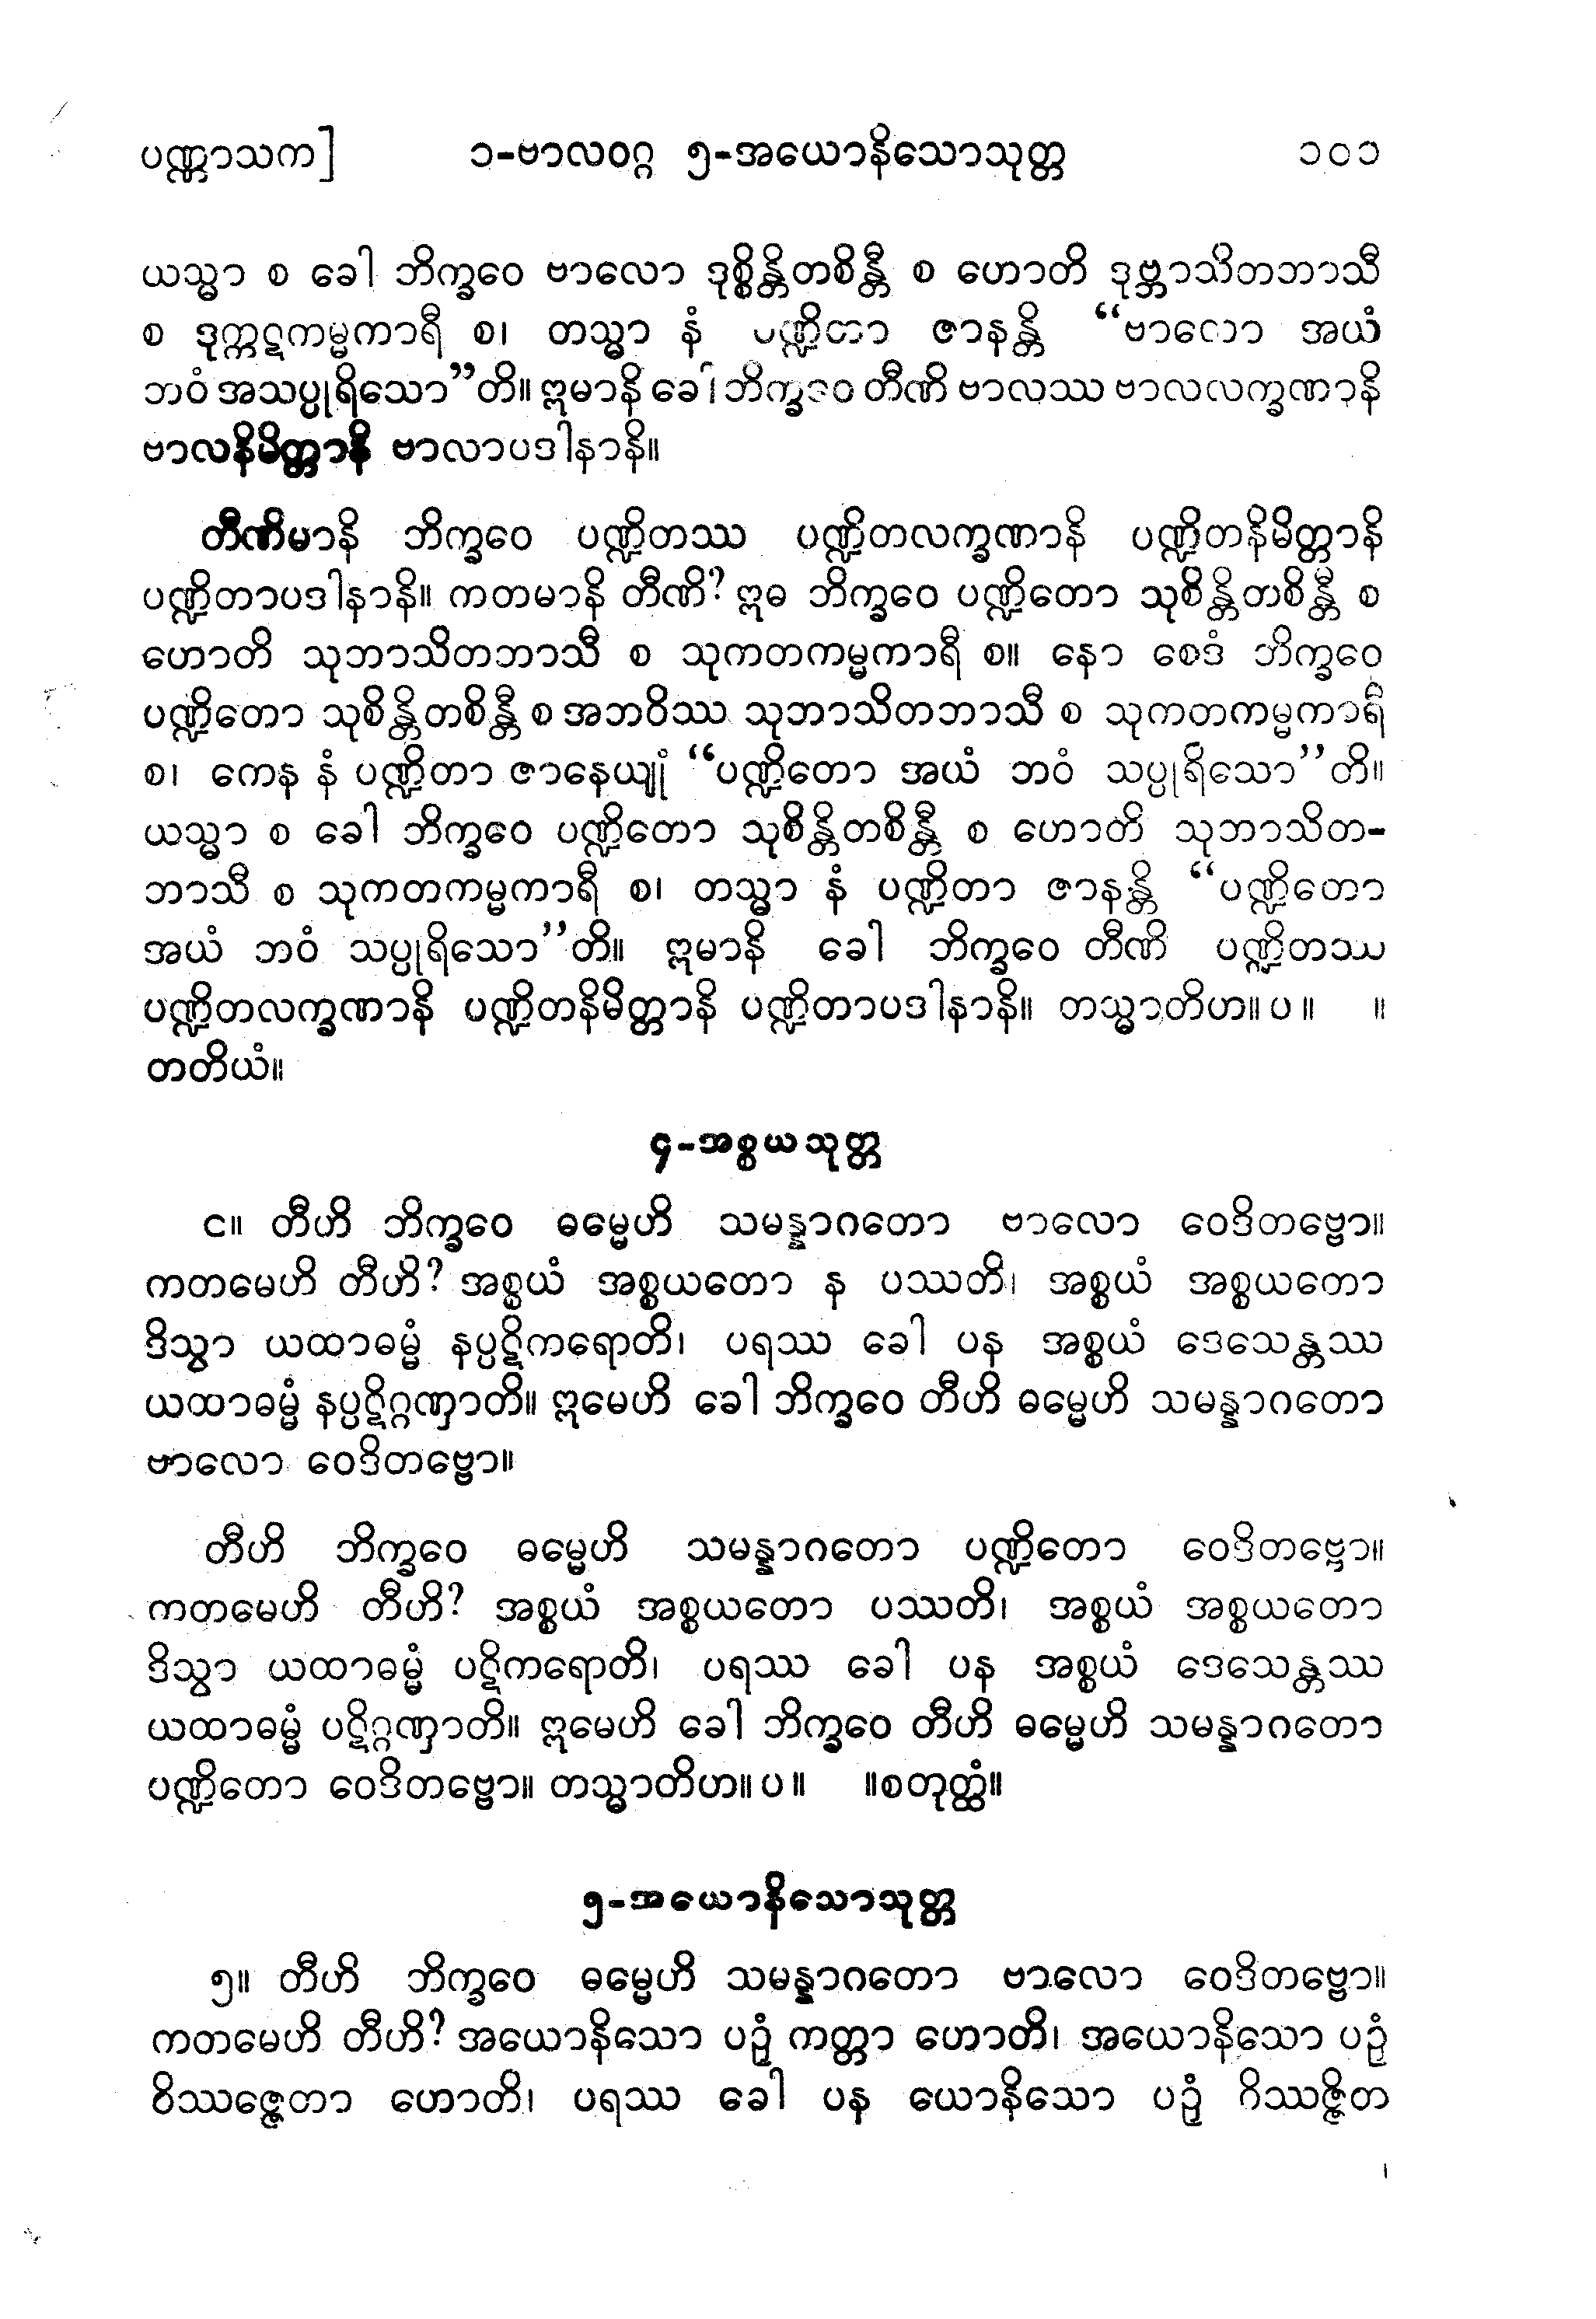 ပဏ္ဏာသက]	၁-ဗာလဝဂ္ဂ ၅-အယောနိသောသုတ္တ	၁၀၁
ယသ္မာ စ ခေါ ဘိက္ခဝေ ဗာလော ဒုစ္စိန္တိတစိန္တီ စ ဟောတိ ဒုဗ္ဘာသိတဘာသီ
စ ဒုက္ကဋကမ္မကာရီ စ၊ တသ္မာ နံ ပဏ္ဍိတာ ဇာနန္တိ “ဗာလော အယံ
ဘဝံ အသပ္ပုရိသော”တိ။ ဣမာနိ ခေါ ဘိက္ခဝေ တီဏိ ဗာလဿ ဗာလလက္ခဏာနိ
ဗာလနိမိတ္တာနိ ဗာလာပဒါနာနိ။
တီဏိမာနိ ဘိက္ခဝေ ပဏ္ဍိတဿ ပဏ္ဍိတလက္ခဏာနိ ပဏ္ဍိတနိမိတ္တာနိ
ပဏ္ဍိတာပဒါနာနိ။ ကတမာနိ တီဏိ? ဣဓ ဘိက္ခဝေ ပဏ္ဍိတော သုစိန္တိတစိန္တီ စ
ဟောတိ သုဘာသိတဘာသီ စ သုကတကမ္မကာရီ စ။ နော စေဒံ ဘိက္ခဝေ
ပဏ္ဍိတော သုစိန္တိတစိန္တီ စ အဘဝိဿ သုဘာသိတဘာသီ စ သုကတကမ္မကာရီ
စ၊ ကေန နံ ပဏ္ဍိတာ ဇာနေယျုံ “ပဏ္ဍိတော အယံ ဘဝံ သပ္ပုရိသော”တိ။
ယသ္မာ စ ခေါ ဘိက္ခဝေ ပဏ္ဍိတော သုစိန္တိတစိန္တီ စ ဟောတိ သုဘာသိတ-
ဘာသီ စ သုကတကမ္မကာရီ စ၊ တသ္မာ နံ ပဏ္ဍိတာ ဇာနန္တိ “ပဏ္ဍိတော
အယံ ဘဝံ သပ္ပုရိသော”တိ။ ဣမာနိ ခေါ ဘိက္ခဝေ တီဏိ ပဏ္ဍိတဿ
ပဏ္ဍိတလက္ခဏာနိ ပဏ္ဍိတနိမိတ္တာနိ ပဏ္ဍိတာပဒါနာနိ။ တသ္မာတိဟ။ ပ ။ ။
တတိယံ။
၄-အစ္စယသုတ္တ
၄။ တီဟိ ဘိက္ခဝေ ဓမ္မေဟိ သမန္နာဂတော ဗာလော ဝေဒိတဗ္ဗော။
ကတမေဟိ တီဟိ? အစ္စယံ အစ္စယတော န ပဿတိ၊ အစ္စယံ အစ္စယတော
ဒိသွာ ယထာဓမ္မံ နပ္ပဋိကရောတိ၊ ပရဿ ခေါ ပန အစ္စယံ ဒေသေန္တဿ
ယထာဓမ္မံ နပ္ပဋိဂ္ဂဏှာတိ။ ဣမေဟိ ခေါ ဘိက္ခဝေ တီဟိ ဓမ္မေဟိ သမန္နာဂတော
ဗာလော ဝေဒိတဗ္ဗော။
တီဟိ ဘိက္ခဝေ ဓမ္မေဟိ သမန္နာဂတော ပဏ္ဍိတော ဝေဒိတဗ္ဗော။
ကတမေဟိ တီဟိ? အစ္စယံ အစ္စယတော ပဿတိ၊ အစ္စယံ အစ္စယတော
ဒိသွာ ယထာဓမ္မံ ပဋိကရောတိ၊ ပရဿ ခေါ ပန အစ္စယံ ဒေသေန္တဿ
ယထာဓမ္မံ ပဋိဂ္ဂဏှာတိ။ ဣမေဟိ ခေါ ဘိက္ခဝေ တီဟိ ဓမ္မေဟိ သမန္နာဂတော
ပဏ္ဍိတော ဝေဒိတဗ္ဗော။ တသ္မာတိဟ။ ပ ။ ။စတုတ္ထံ။
၅-အယောနိသောသုတ္တ
၅။ တီဟိ ဘိက္ခဝေ ဓမ္မေဟိ သမန္နာဂတော ဗာလော ဝေဒိတဗ္ဗော။
ကတမေဟိ တီဟိ? အယောနိသော ပဉှံ ကတ္တာ ဟောတိ၊ အယောနိသော ပဉှံ
ဝိဿဇ္ဇေတာ ဟောတိ၊ ပရဿ ခေါ ပန ယောနိသော ပဉှံ ဝိဿဇ္ဇိတ